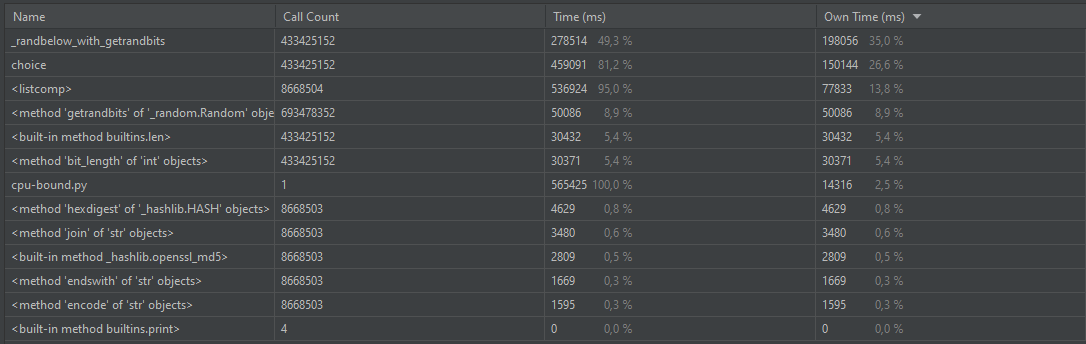 Name Call Count Time (ms) Own Time (ms)
_randbelow_with_getrandbits 433425152 278514 49,3 % 198056 35,0 %
choice 433425152 459091 81,2 % 150144 26,6 %
<listcomp> 8668504 536924 95,0 % 77833 13,8 %
<method 'getrandbits' of '_random.Random' obje 693478352 50086 8,9 % 50086 8,9 %
<built-in method builtins.len> 433425152 30432 5,4 % 30432 5,4 %
<method 'bit_length' of 'int' objects> 433425152 30371 5,4 % 30371 5,4 %
cpu-bound.py 1 565425 100,0 % 14316 2,5 %
<method 'hexdigest' of '_hashlib.HASH' objects> 8668503 4629 0,8 % 4629 0,8 %
<method 'join' of 'str' objects> 8668503 3480 0,6 % 3480 0,6 %
<built-in method _hashlib.openssl_md5> 8668503 2809 0,5 % 2809 0,5 %
<method 'endswith' of 'str' objects> 8668503 1669 0,3 % 1669 0,3 %
<method 'encode' of 'str' objects> 8668503 1595 0,3 % 1595 0,3 %
<built-in method builtins.print> 4 0 0,0 % 0 0,0 %